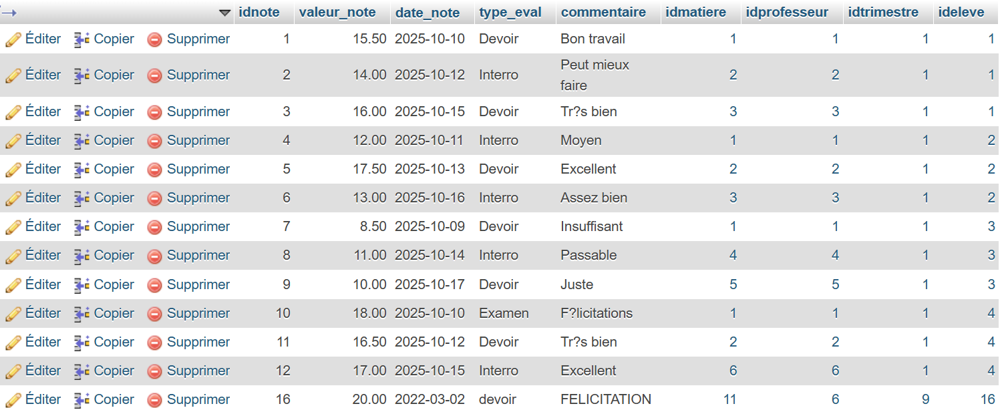 idnote valeur_note date_note type_eval commentaire idmatiere idprofesseur idtrimestre ideleve
Éditer Copier Supprimer 1 15.50 2025-10-10 Devoir Bon travail 1 1 1 1
Éditer Copier Supprimer 2 14.00 2025-10-12 Interro Peut mieux 2 2 1 1
faire
Éditer Copier Supprimer 3 16.00 2025-10-15 Devoir Tr?s bien 3 3 1 1
Éditer Copier Supprimer 4 12.00 2025-10-11 Interro Moyen 1 1 1 2
Éditer Copier Supprimer 5 17.50 2025-10-13 Devoir Excellent 2 2 1 2
Éditer Copier Supprimer 6 13.00 2025-10-16 Interro Assez bien 3 3 1 2
Éditer Copier Supprimer 7 8.50 2025-10-09 Devoir Insuffisant 1 1 1 3
Éditer Copier Supprimer 8 11.00 2025-10-14 Interro Passable 4 4 1 3
Éditer Copier Supprimer 9 10.00 2025-10-17 Devoir Juste 5 5 1 3
Éditer Copier Supprimer 10 18.00 2025-10-10 Examen F?licitations 1 1 1 4
Éditer Copier Supprimer 11 16.50 2025-10-12 Devoir Tr?s bien 2 2 1 4
Éditer Copier Supprimer 12 17.00 2025-10-15 Interro Excellent 6 6 1 4
Éditer Copier Supprimer 16 20.00 2022-03-02 devoir FELICITATION 11 6 9 16